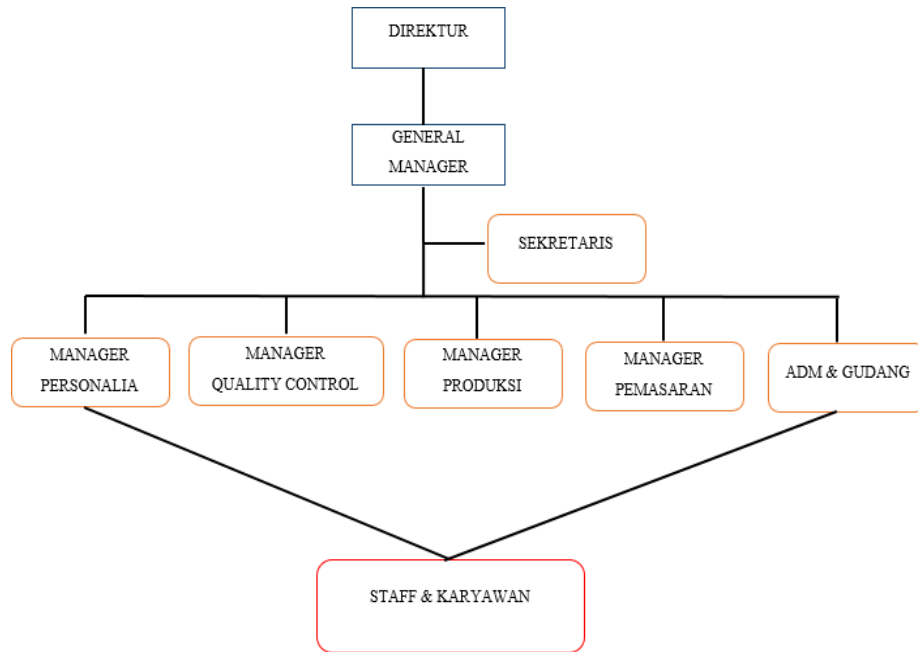 DIREKTUR
GENERAL
MANAGER
SEKRETARIS
MANAGER
PERSONALIA
MANAGER
QUALITY CONTROL
MANAGER
PRODUKSI
MANAGER
PEMASARAN
ADM & GUDANG
STAFF & KARYAWAN